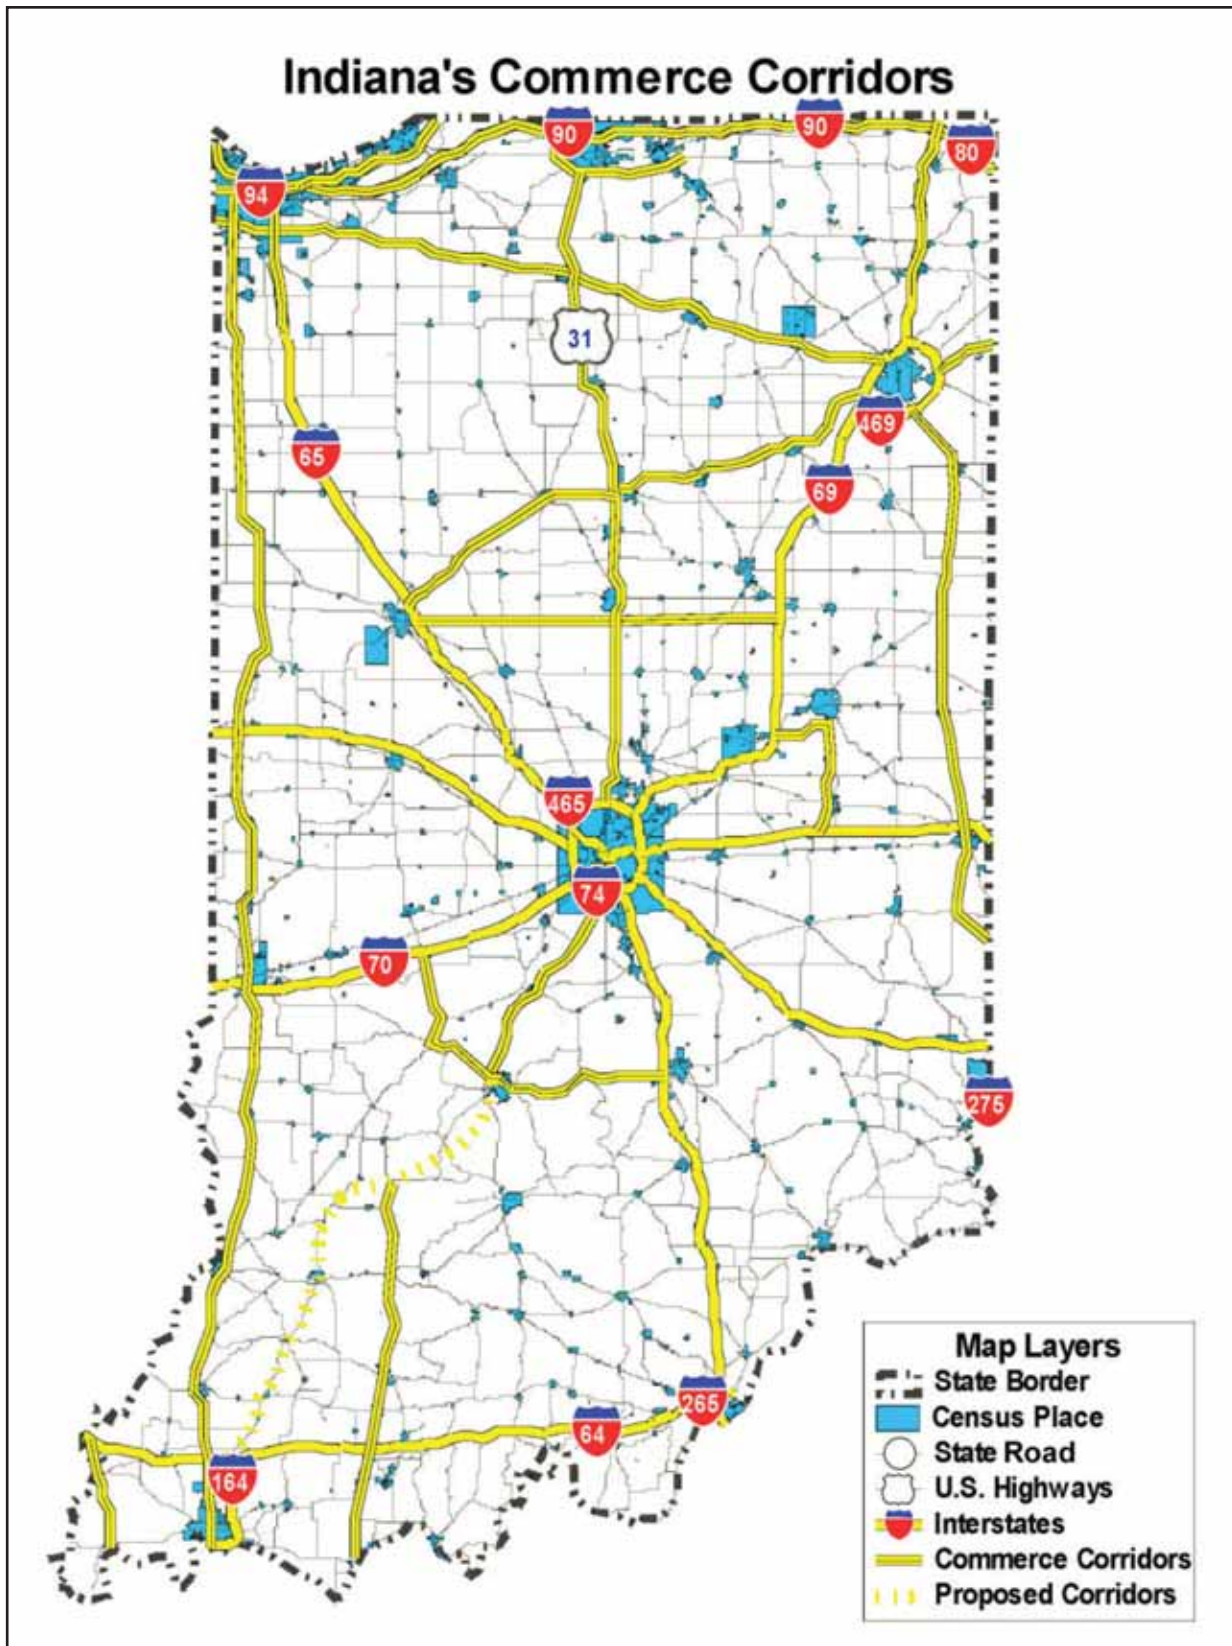 Indiana's Commerce Corridors
90
90
80
94
31
469
65
69
465
74
70
275
265
64
164
Map Layers
State Border
Census Place
State Road
U.S. Highways
Interstates
Commerce Corridors
Proposed Corridors